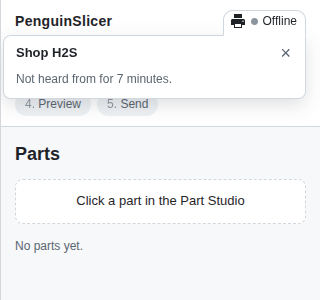 PenguinSlicer
Offline
Shop H2S ×
Not heard from for 7 minutes.
4. Preview 5. Send
Parts
Click a part in the Part Studio
No parts yet.